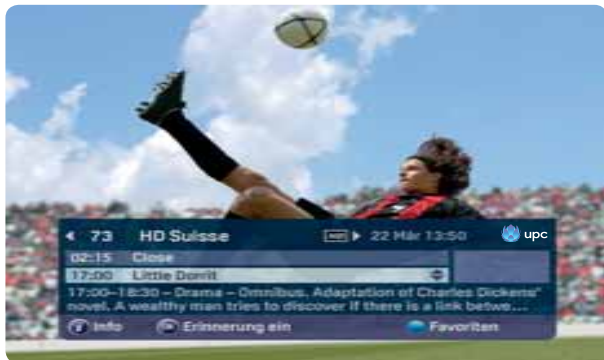 73 HD Suisse HD 22 Mär 13:50 upc
02:15 Close
17:00 Little Dorrit
17:00–18:30 – Drama – Omnibus. Adaptation of Charles Dickens"
novel. A wealthy man tries to discover if there is a link betwe...
i Info OK Erinnerung ein Favoriten